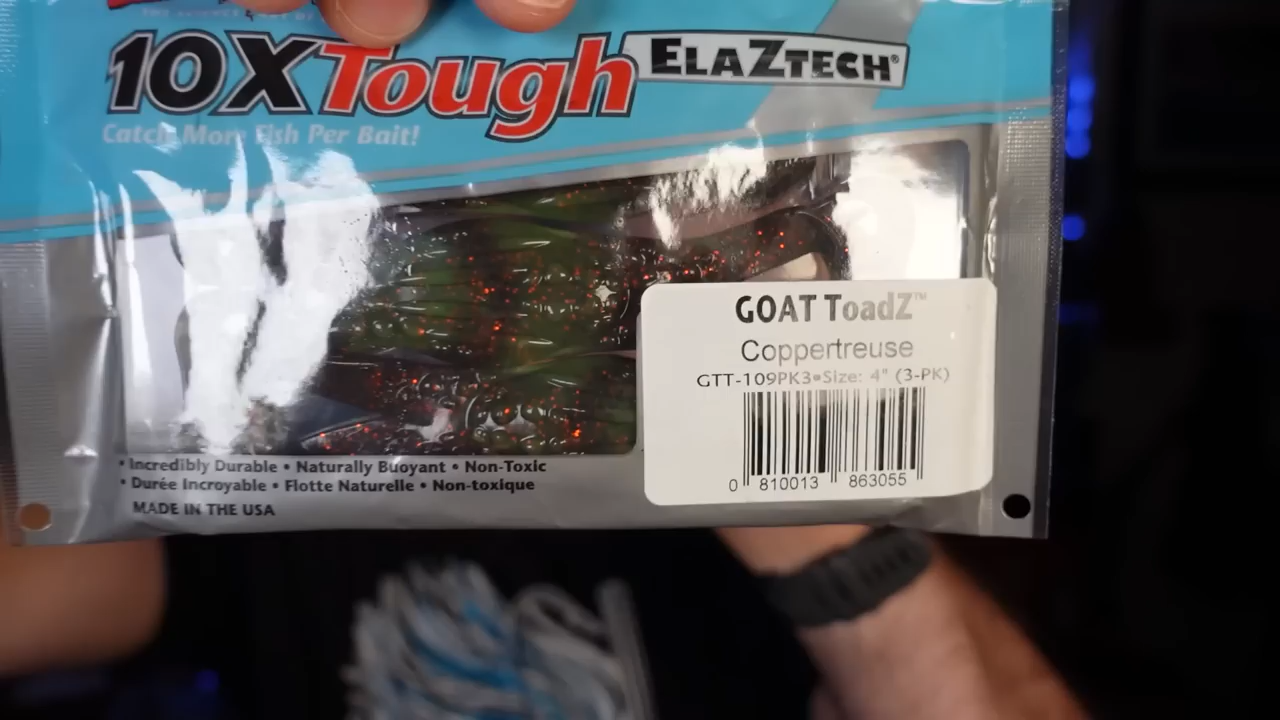 10X Tough ELAZTECH®
Catch More Fish Per Bait!
GOAT ToadZ™
Coppertreuse
GTT-109PK3•Size: 4" (3-PK)
0 810013 863055
• Incredibly Durable • Naturally Buoyant • Non-Toxic
• Durée Incroyable • Flotte Naturelle • Non-toxique
MADE IN THE USA